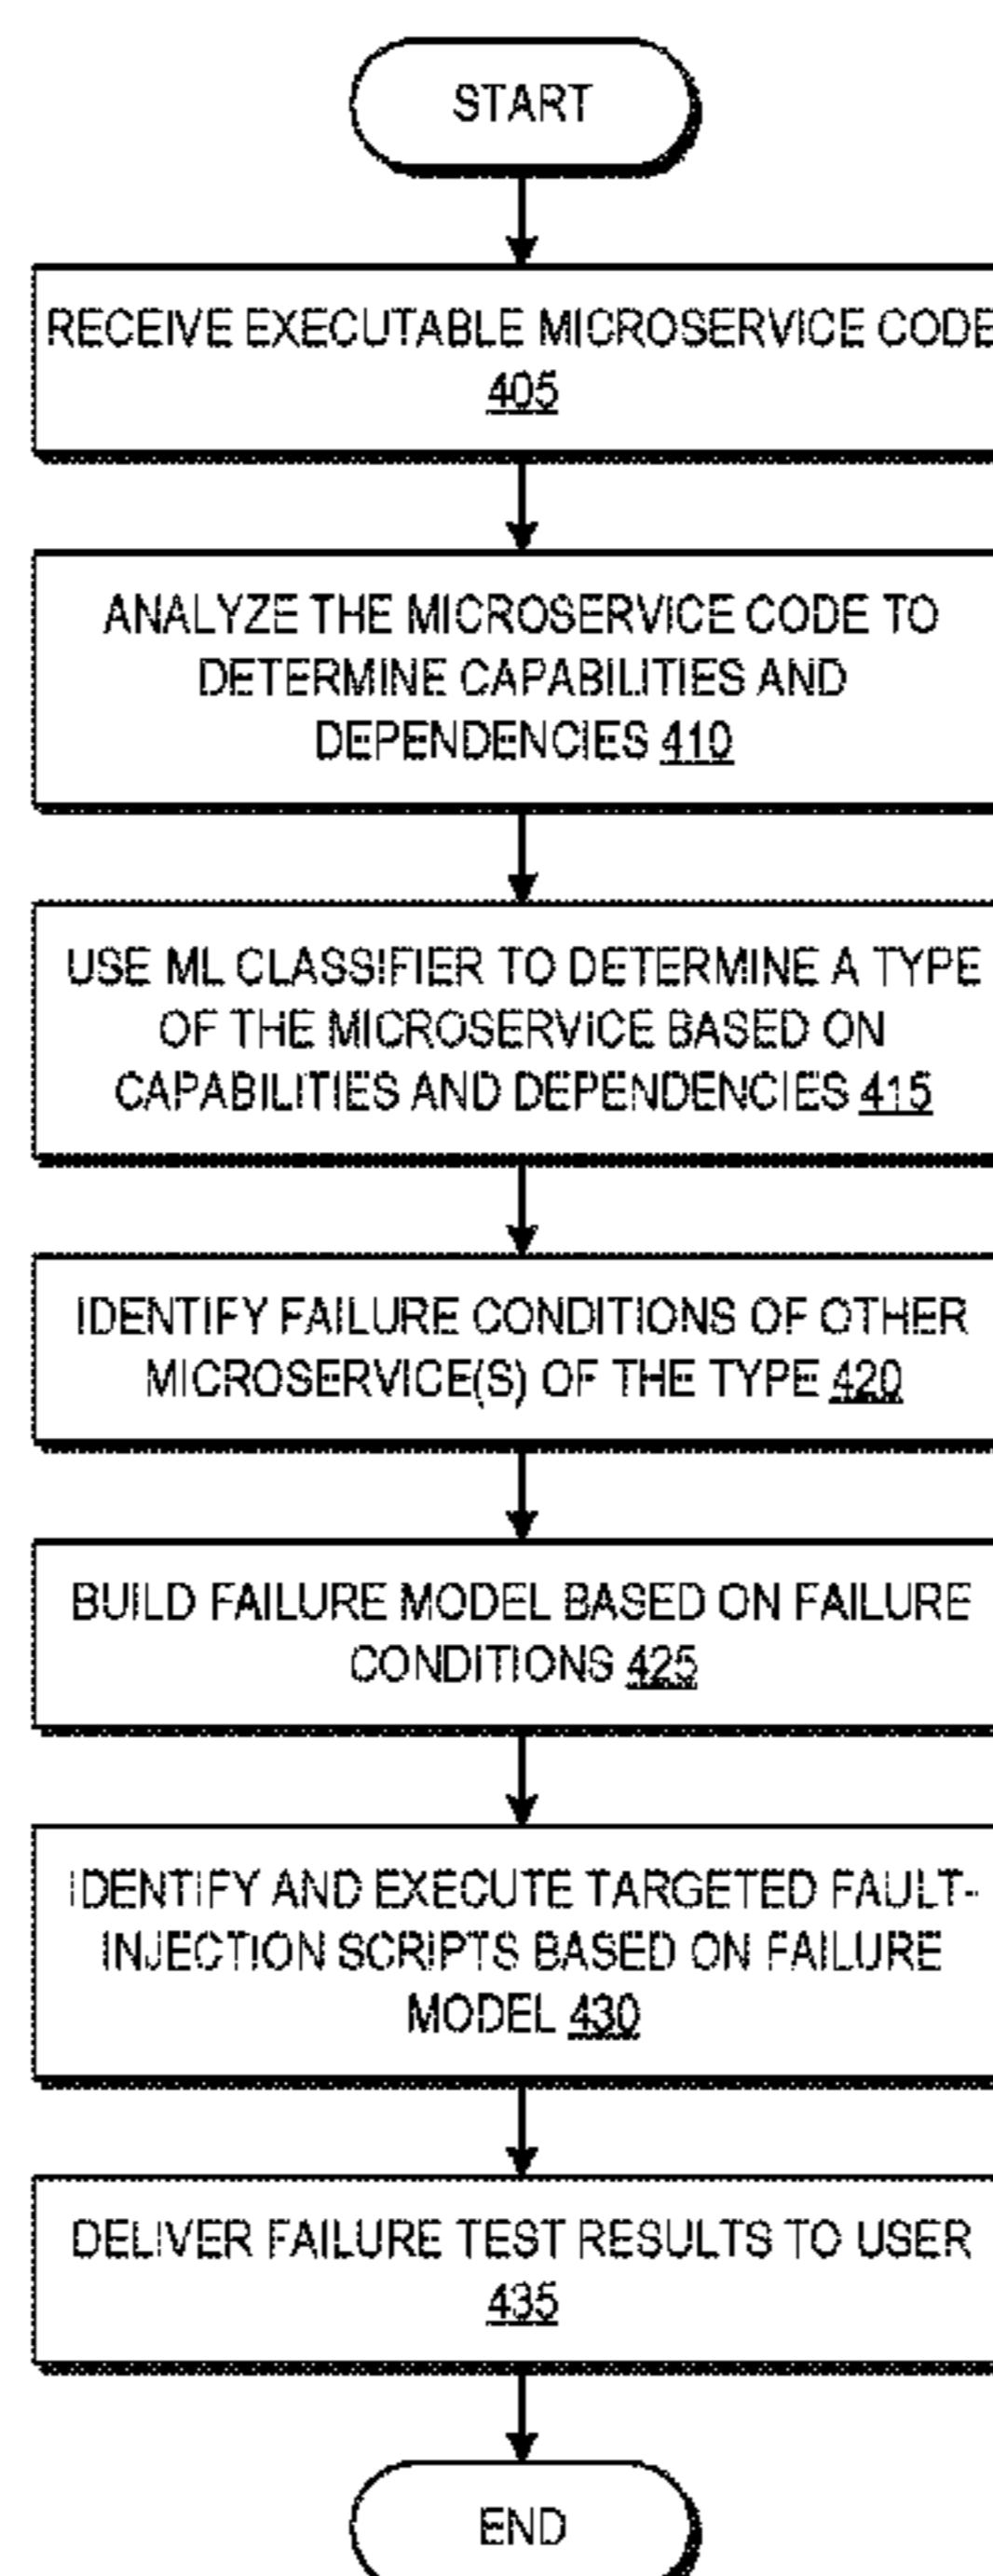 START
RECEIVE EXECUTABLE MICROSERVICE CODE
405
ANALYZE THE MICROSERVICE CODE TO
DETERMINE CAPABILITIES AND
DEPENDENCIES 410
USE ML CLASSIFIER TO DETERMINE A TYPE
OF THE MICROSERVICE BASED ON
CAPABILITIES AND DEPENDENCIES 415
IDENTIFY FAILURE CONDITIONS OF OTHER
MICROSERVICE(S) OF THE TYPE 420
BUILD FAILURE MODEL BASED ON FAILURE
CONDITIONS 425
IDENTIFY AND EXECUTE TARGETED FAULT-
INJECTION SCRIPTS BASED ON FAILURE
MODEL 430
DELIVER FAILURE TEST RESULTS TO USER
435
END